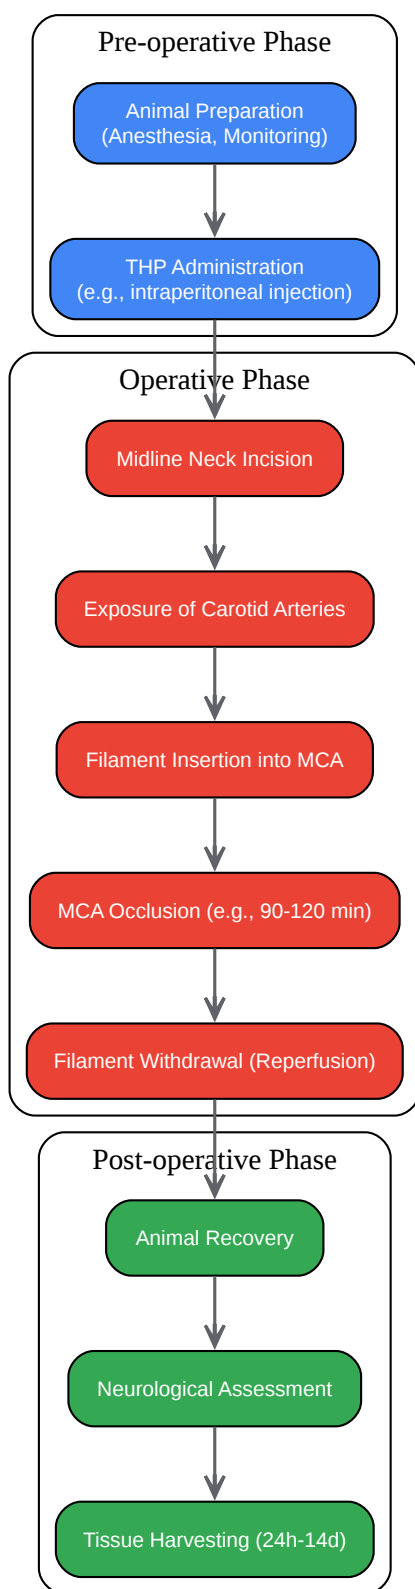 Pre-operative Phase
Animal Preparation
(Anesthesia, Monitoring)
THP Administration
(e.g., intraperitoneal injection)
Operative Phase
Midline Neck Incision
Exposure of Carotid Arteries
Filament Insertion into MCA
MCA Occlusion (e.g., 90-120 min)
Filament Withdrawal (Reperfusion)
Post-operative Phase
Animal Recovery
Neurological Assessment
Tissue Harvesting (24h-14d)